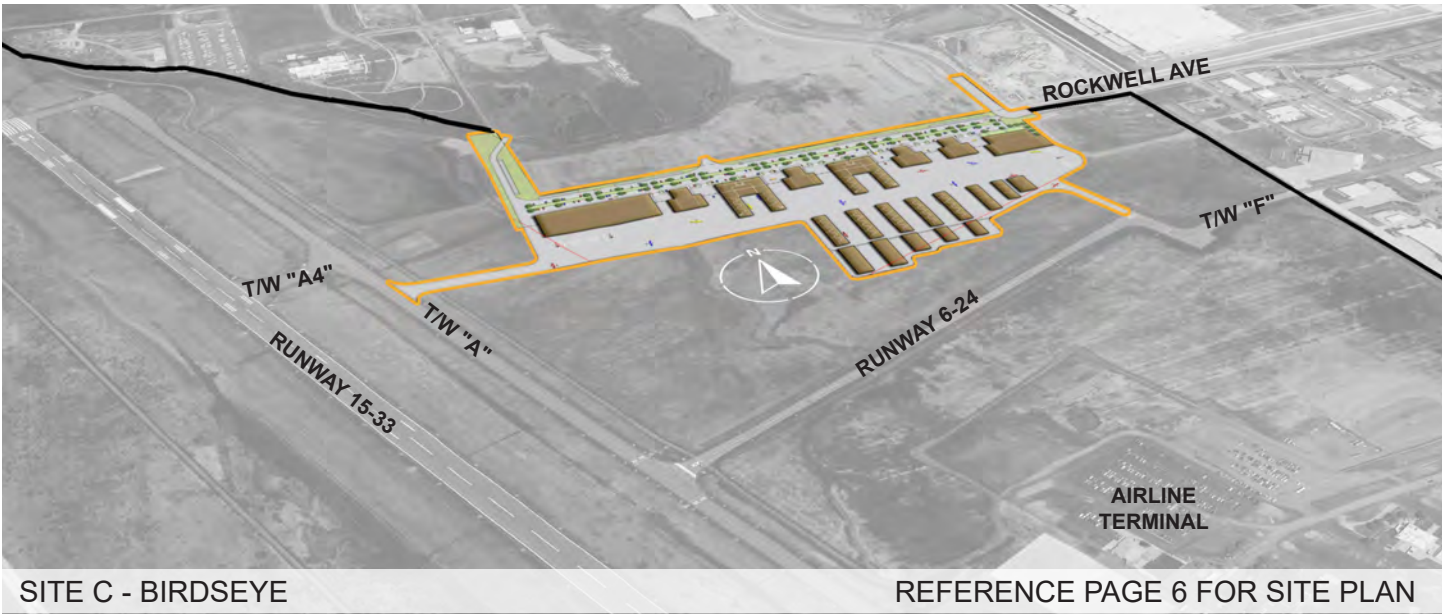 ROCKWELL AVE
N
T/W "F"
T/W "A4"
T/W "A"
RUNWAY 15-33
RUNWAY 6-24
AIRLINE
TERMINAL
SITE C - BIRDSEYE
REFERENCE PAGE 6 FOR SITE PLAN